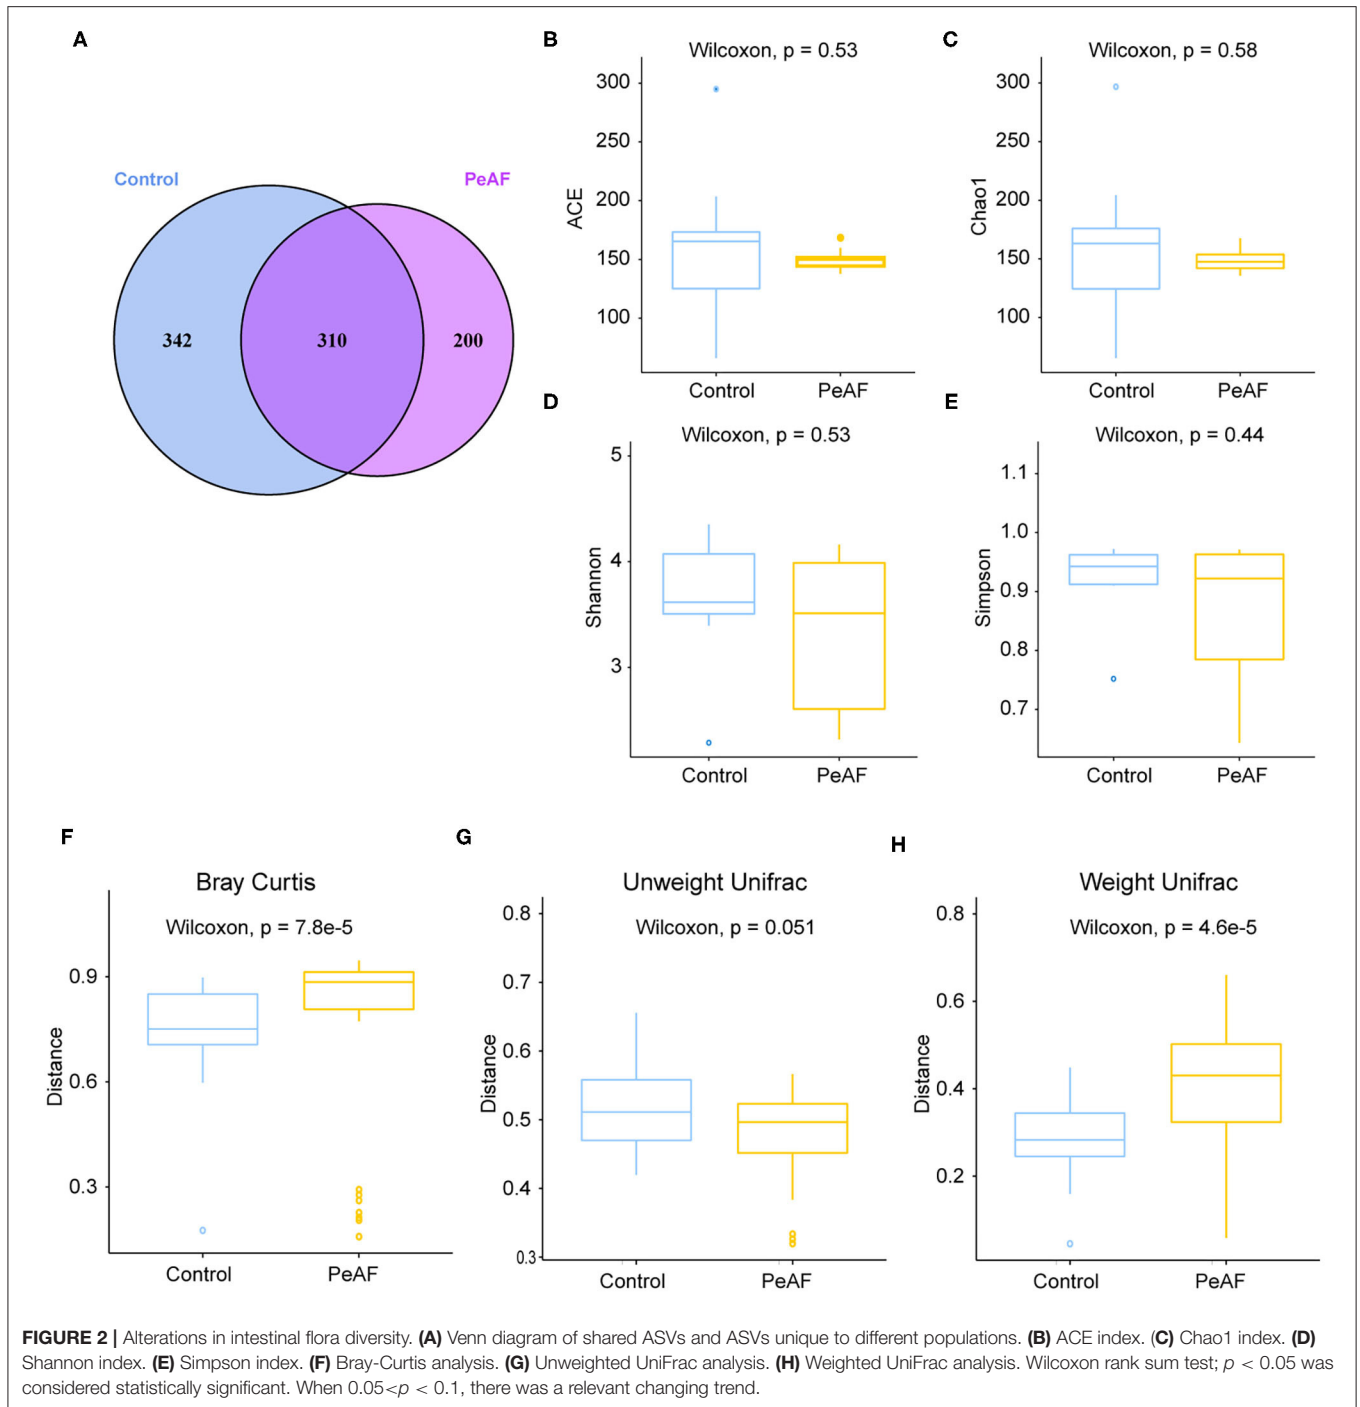 A
Control
PeAF
342
310
200
B
Wilcoxon, p = 0.53
300
250
200
150
100
ACE
Control
PeAF
C
Wilcoxon, p = 0.58
300
250
200
150
100
Chao1
Control
PeAF
D
Wilcoxon, p = 0.53
5
4
3
Shannon
Control
PeAF
E
Wilcoxon, p = 0.44
1.1
1.0
0.9
0.8
0.7
Simpson
Control
PeAF
F
Bray Curtis
Wilcoxon, p = 7.8e-5
0.9
0.6
0.3
Distance
Control
PeAF
G
Unweight Unifrac
Wilcoxon, p = 0.051
0.8
0.7
0.6
0.5
0.4
0.3
Distance
Control
PeAF
H
Weight Unifrac
Wilcoxon, p = 4.6e-5
0.8
0.6
0.4
0.2
Distance
Control
PeAF
FIGURE 2 | Alterations in intestinal flora diversity. (A) Venn diagram of shared ASVs and ASVs unique to different populations. (B) ACE index. (C) Chao1 index. (D)
Shannon index. (E) Simpson index. (F) Bray-Curtis analysis. (G) Unweighted UniFrac analysis. (H) Weighted UniFrac analysis. Wilcoxon rank sum test; p < 0.05 was
considered statistically significant. When 0.05<p < 0.1, there was a relevant changing trend.